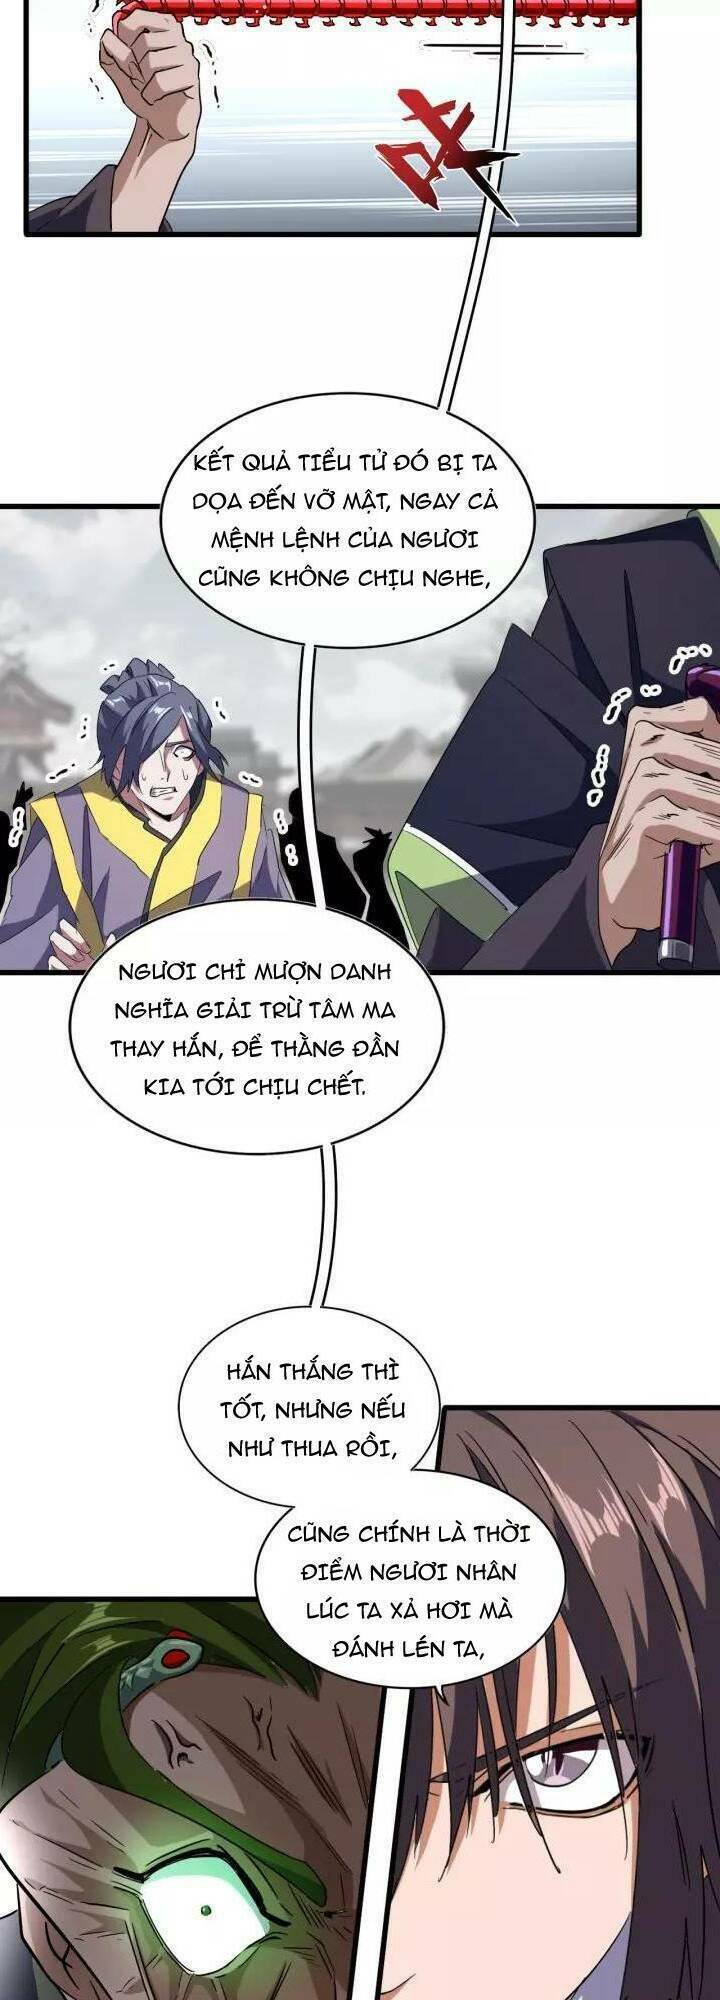 KẾT QUẢ TIỂU TỬ ĐÓ BỊ TA
DỌA ĐẾN VỠ MẬT, NGAY CẢ
MỆNH LỆNH CỦA NGƯƠI
CŨNG KHÔNG CHỊU NGHE,
NGƯƠI CHỈ MƯỢN DANH
NGHĨA GIẢI TRỪ TÂM MA
THAY HẮN, ĐỂ THẰNG ĐẦN
KIA TỚI CHỊU CHẾT.
HẮN THẮNG THÌ
TỐT, NHƯNG NẾU
NHƯ THUA RỒI,
CŨNG CHÍNH LÀ THỜI
ĐIỂM NGƯƠI NHÂN
LÚC TA XẢ HƠI MÀ
ĐÁNH LÉN TA,